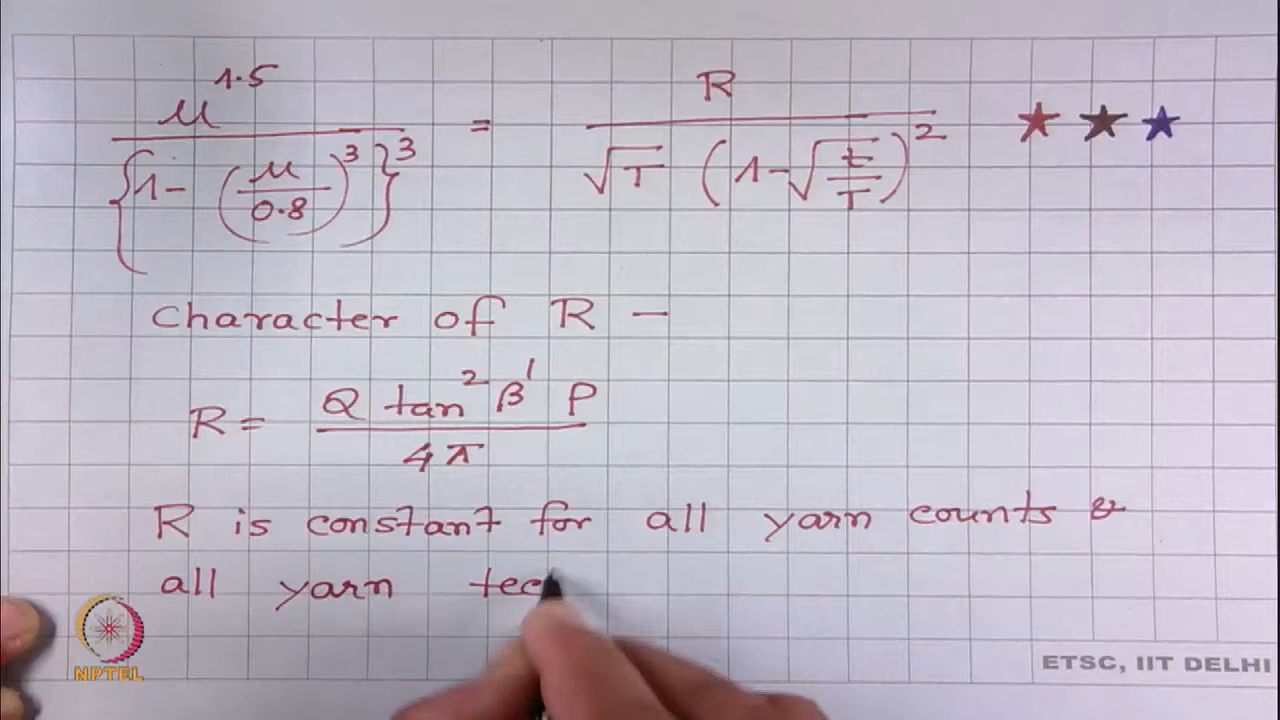 μ^1.5 / {1 - (μ/0.8)^3}^3 = R / (√T (1 - √(t/T))^2)
character of R -
R = Q tan^2 β' P / 4π
R is constant for all yarn counts &
all yarn tec
NPTEL
ETSC, IIT DELHI